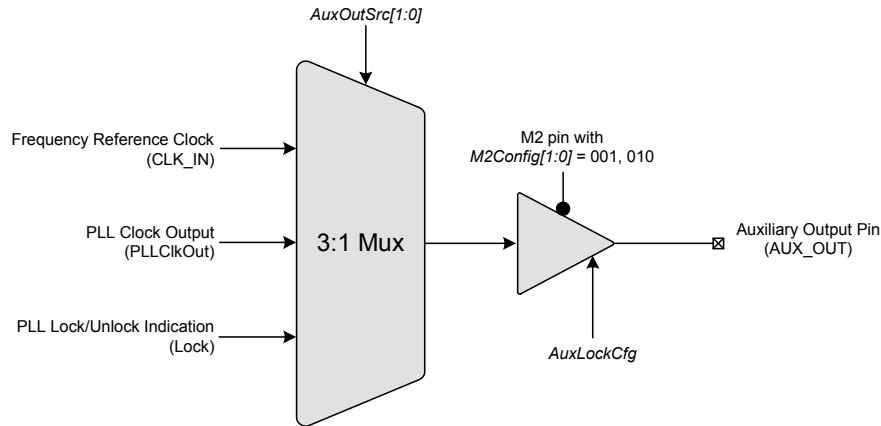 AuxOutSrc[1:0]
Frequency Reference Clock
(CLK_IN)
M2 pin with
M2Config[1:0] = 001, 010
PLL Clock Output
(PLLClkOut)
3:1 Mux
Auxiliary Output Pin
(AUX_OUT)
PLL Lock/Unlock Indication
(Lock)
AuxLockCfg